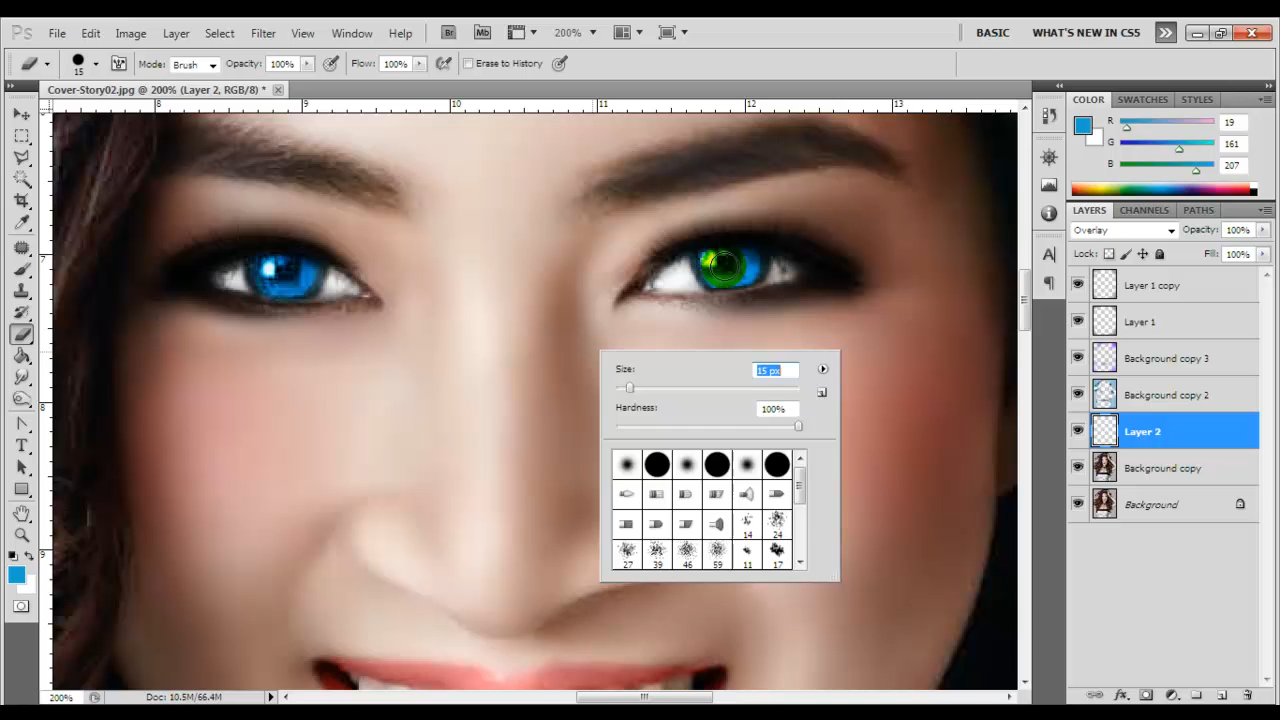 Ps File Edit Image Layer Select Filter View Window Help Br Mb 200% BASIC WHAT'S NEW IN CS5
15 Mode: Brush Opacity: 100% Flow: 100% Erase to History
Cover-Story02.jpg @ 200% (Layer 2, RGB/8) *
8 9 10 11 12 13
7
8
9
COLOR SWATCHES STYLES
R 19
G 161
B 207
LAYERS CHANNELS PATHS
Overlay Opacity: 100%
Lock: Fill: 100%
Layer 1 copy
Layer 1
Background copy 3
Background copy 2
Layer 2
Background copy
Background
Size: 15 px
Hardness: 100%
14 24
27 39 46 59 11 17
200% Doc: 10.5M/66.4M